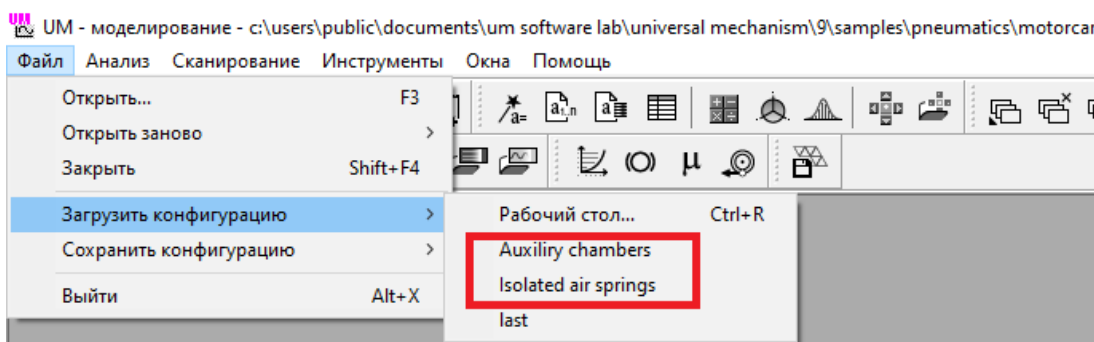 UM - моделирование - c:\users\public\documents\um software lab\universal mechanism\9\samples\pneumatics\motorcar
Файл Анализ Сканирование Инструменты Окна Помощь
Открыть... F3
Открыть заново
Закрыть Shift+F4
Загрузить конфигурацию
Сохранить конфигурацию
Выйти Alt+X
Рабочий стол... Ctrl+R
Auxiliry chambers
Isolated air springs
last